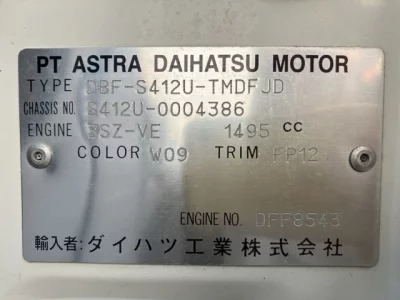 PT ASTRA DAIHATSU MOTOR
TYPE DBF-S412U-TMDFJD
CHASSIS NO. S412U-0004386
ENGINE 3SZ-VE 1495 CC
COLOR W09 TRIM FP12
ENGINE NO. DFF8543
輸入者:ダイハツ工業株式会社